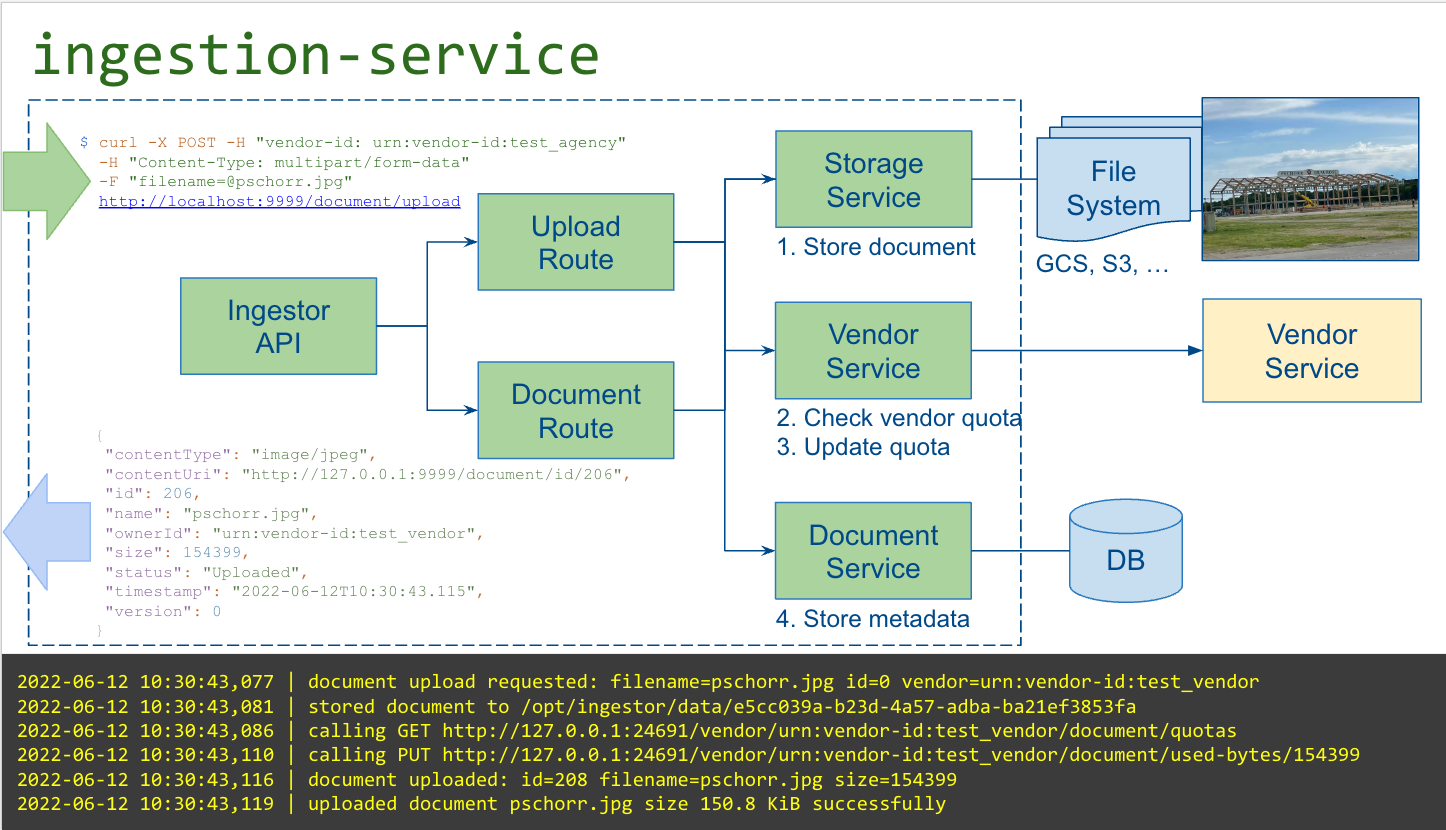 ingestion-service
$ curl -X POST -H "vendor-id: urn:vendor-id:test_agency"
-H "Content-Type: multipart/form-data"
-F "filename=@pschorr.jpg"
http://localhost:9999/document/upload
Ingestor
API
Upload
Route
Document
Route
Storage
Service
1. Store document
File
System
GCS, S3, …
Vendor
Service
2. Check vendor quota
3. Update quota
Vendor
Service
Document
Service
4. Store metadata
DB
{
"contentType": "image/jpeg",
"contentUri": "http://127.0.0.1:9999/document/id/206",
"id": 206,
"name": "pschorr.jpg",
"ownerId": "urn:vendor-id:test_vendor",
"size": 154399,
"status": "Uploaded",
"timestamp": "2022-06-12T10:30:43.115",
"version": 0
}
2022-06-12 10:30:43,077 | document upload requested: filename=pschorr.jpg id=0 vendor=urn:vendor-id:test_vendor
2022-06-12 10:30:43,081 | stored document to /opt/ingestor/data/e5cc039a-b23d-4a57-adba-ba21ef3853fa
2022-06-12 10:30:43,086 | calling GET http://127.0.0.1:24691/vendor/urn:vendor-id:test_vendor/document/quotas
2022-06-12 10:30:43,110 | calling PUT http://127.0.0.1:24691/vendor/urn:vendor-id:test_vendor/document/used-bytes/154399
2022-06-12 10:30:43,116 | document uploaded: id=208 filename=pschorr.jpg size=154399
2022-06-12 10:30:43,119 | uploaded document pschorr.jpg size 150.8 KiB successfully